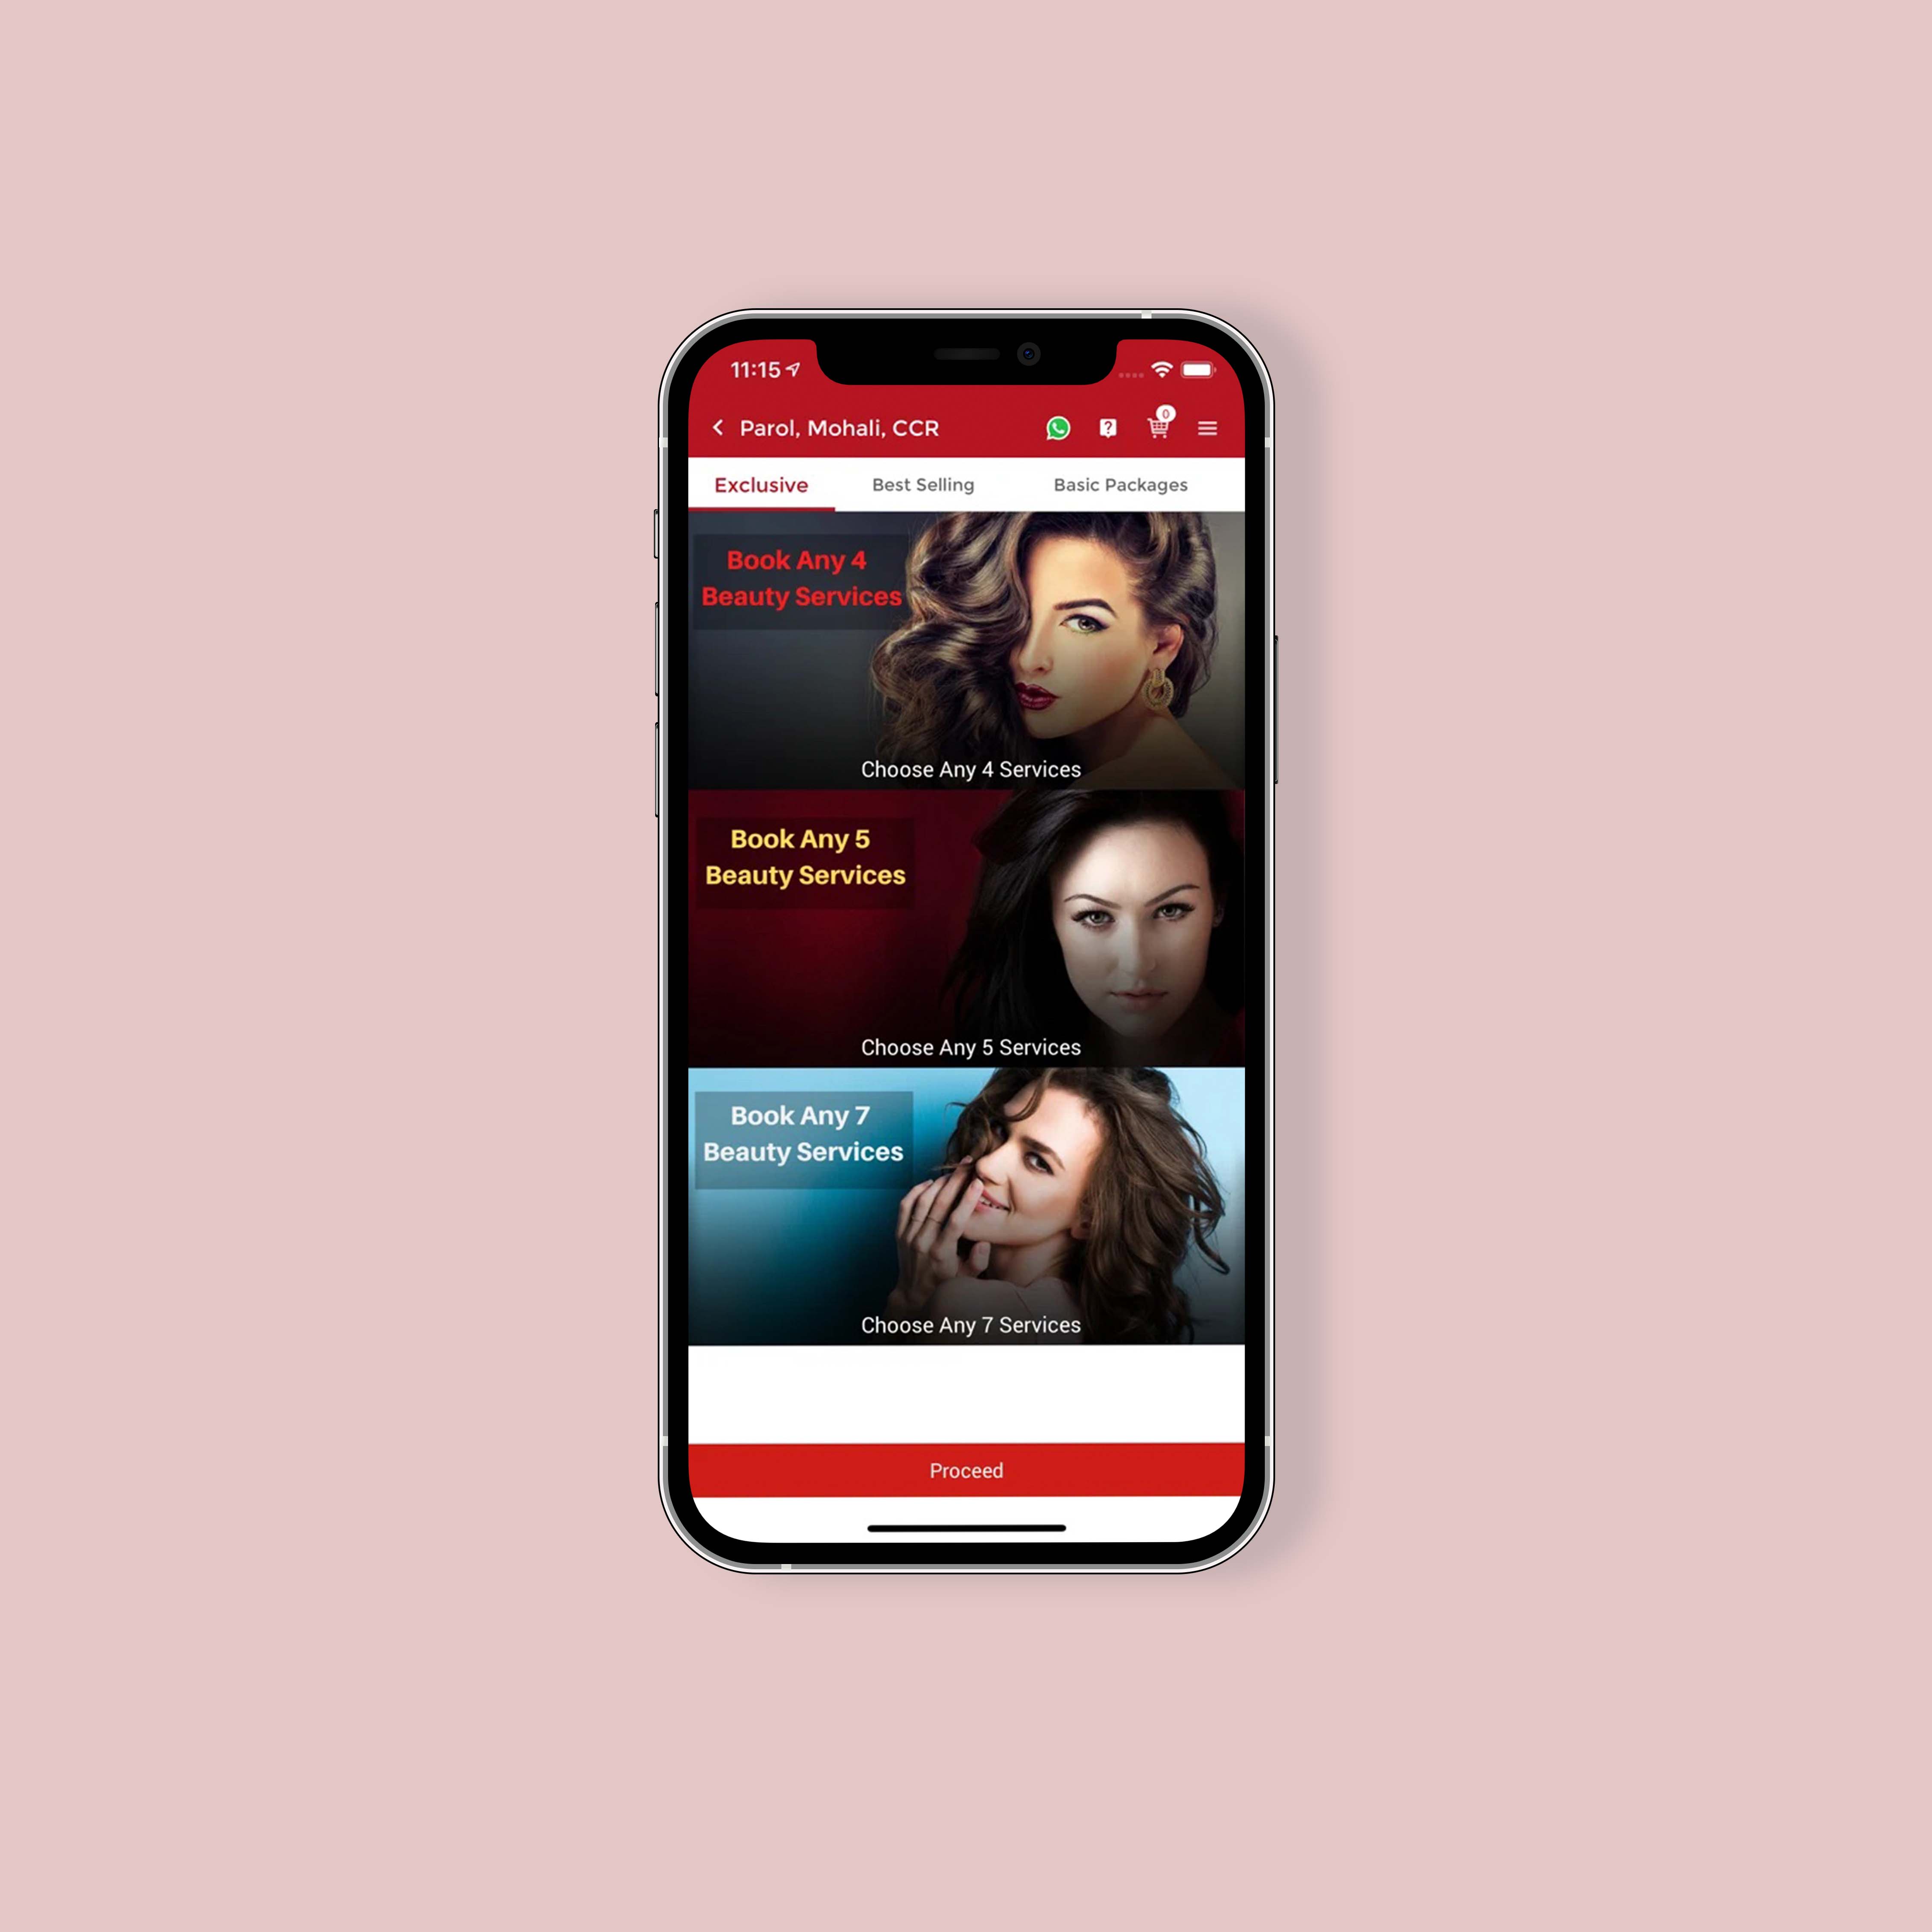 11:15
Parol, Mohali, CCR
0
Exclusive
Best Selling
Basic Packages
Book Any 4
Beauty Services
Choose Any 4 Services
Book Any 5
Beauty Services
Choose Any 5 Services
Book Any 7
Beauty Services
Choose Any 7 Services
Proceed